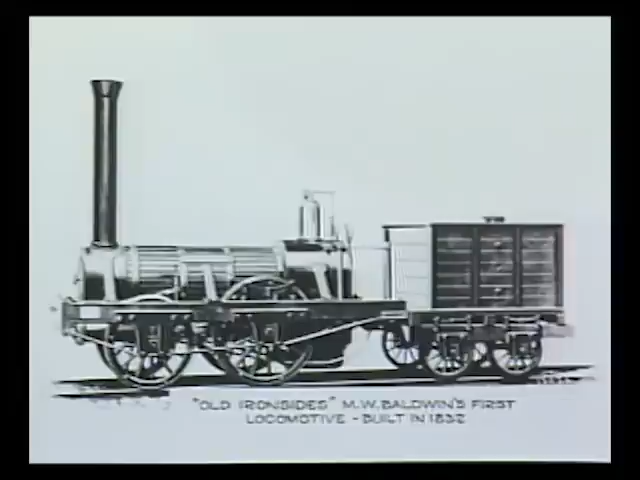 "OLD IRONSIDES" M.W. BALDWIN'S FIRST
LOCOMOTIVE - BUILT IN 1832